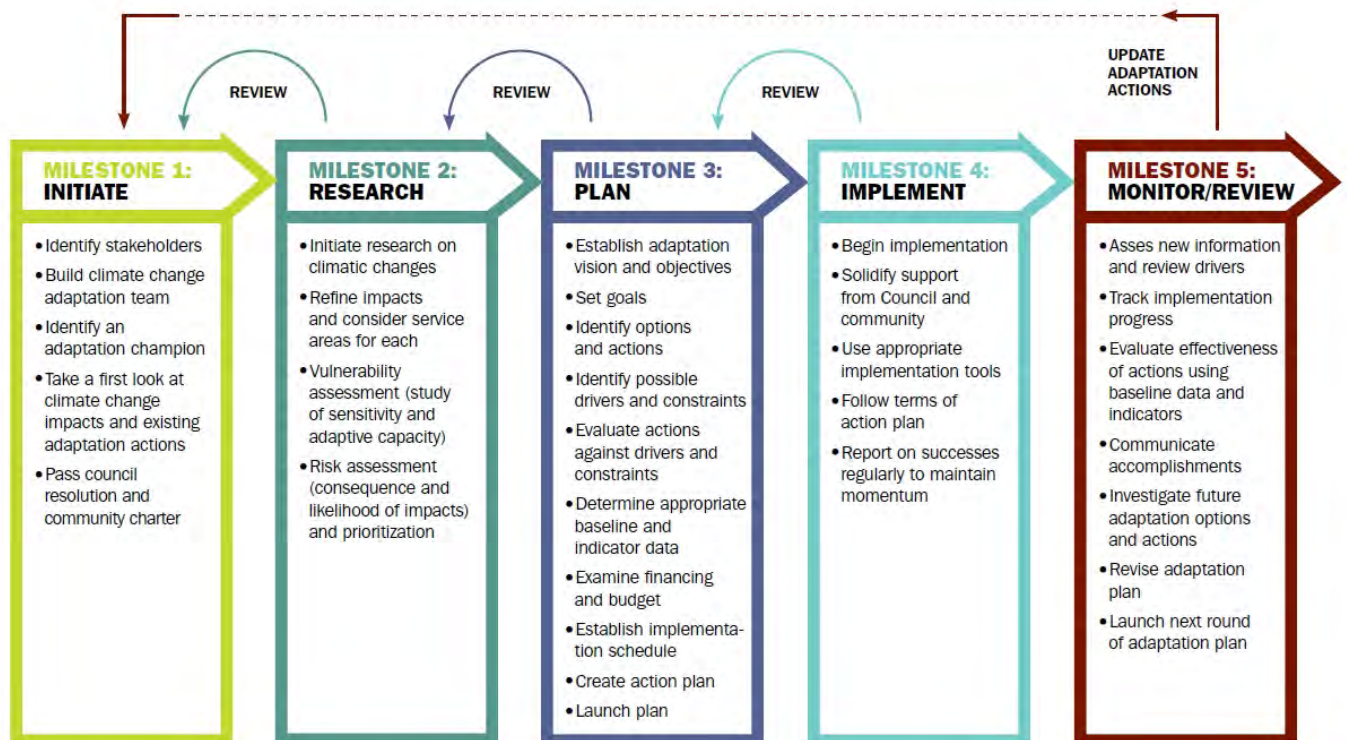 UPDATE
ADAPTATION
ACTIONS
REVIEW
REVIEW
REVIEW
MILESTONE 1:
INITIATE
• Identify stakeholders
• Build climate change
adaptation team
• Identify an
adaptation champion
• Take a first look at
climate change
impacts and existing
adaptation actions
• Pass council
resolution and
community charter
MILESTONE 2:
RESEARCH
• Initiate research on
climatic changes
• Refine impacts
and consider service
areas for each
• Vulnerability
assessment (study
of sensitivity and
adaptive capacity)
• Risk assessment
(consequence and
likelihood of impacts)
and prioritization
MILESTONE 3:
PLAN
• Establish adaptation
vision and objectives
• Set goals
• Identify options
and actions
• Identify possible
drivers and constraints
• Evaluate actions
against drivers and
constraints
• Determine appropriate
baseline and
indicator data
• Examine financing
and budget
• Establish implementa-
tion schedule
• Create action plan
• Launch plan
MILESTONE 4:
IMPLEMENT
• Begin implementation
• Solidify support
from Council and
community
• Use appropriate
implementation tools
• Follow terms of
action plan
• Report on successes
regularly to maintain
momentum
MILESTONE 5:
MONITOR/REVIEW
• Asses new information
and review drivers
• Track implementation
progress
• Evaluate effectiveness
of actions using
baseline data and
indicators
• Communicate
accomplishments
• Investigate future
adaptation options
and actions
• Revise adaptation
plan
• Launch next round
of adaptation plan